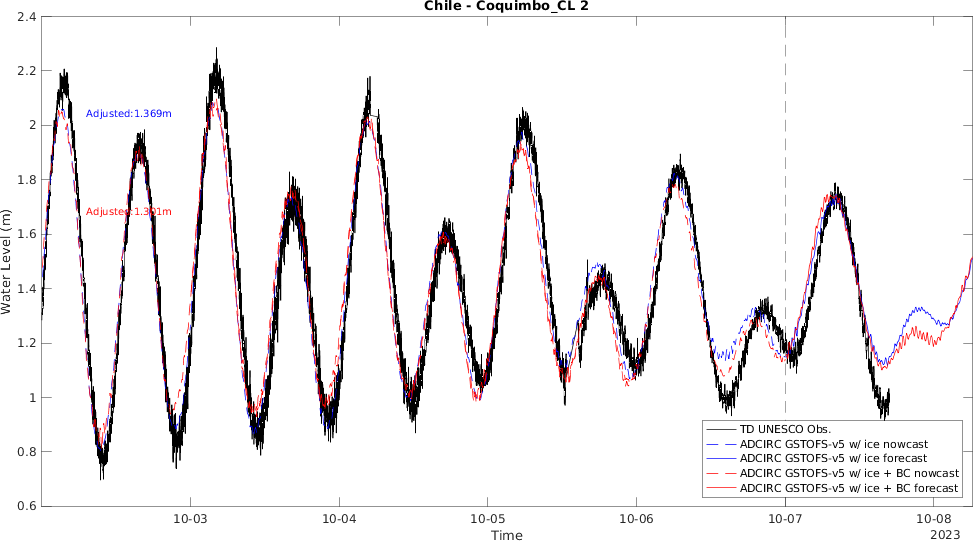 Chile - Coquimbo_CL 2
2.4
2.2
2
1.8
1.6
1.4
1.2
1
0.8
0.6
Water Level (m)
Adjusted:1.369m
Adjusted:1.301m
TD UNESCO Obs.
ADCIRC GSTOFS-v5 w/ ice nowcast
ADCIRC GSTOFS-v5 w/ ice forecast
ADCIRC GSTOFS-v5 w/ ice + BC nowcast
ADCIRC GSTOFS-v5 w/ ice + BC forecast
10-03 10-04 10-05 10-06 10-07 10-08
Time
2023